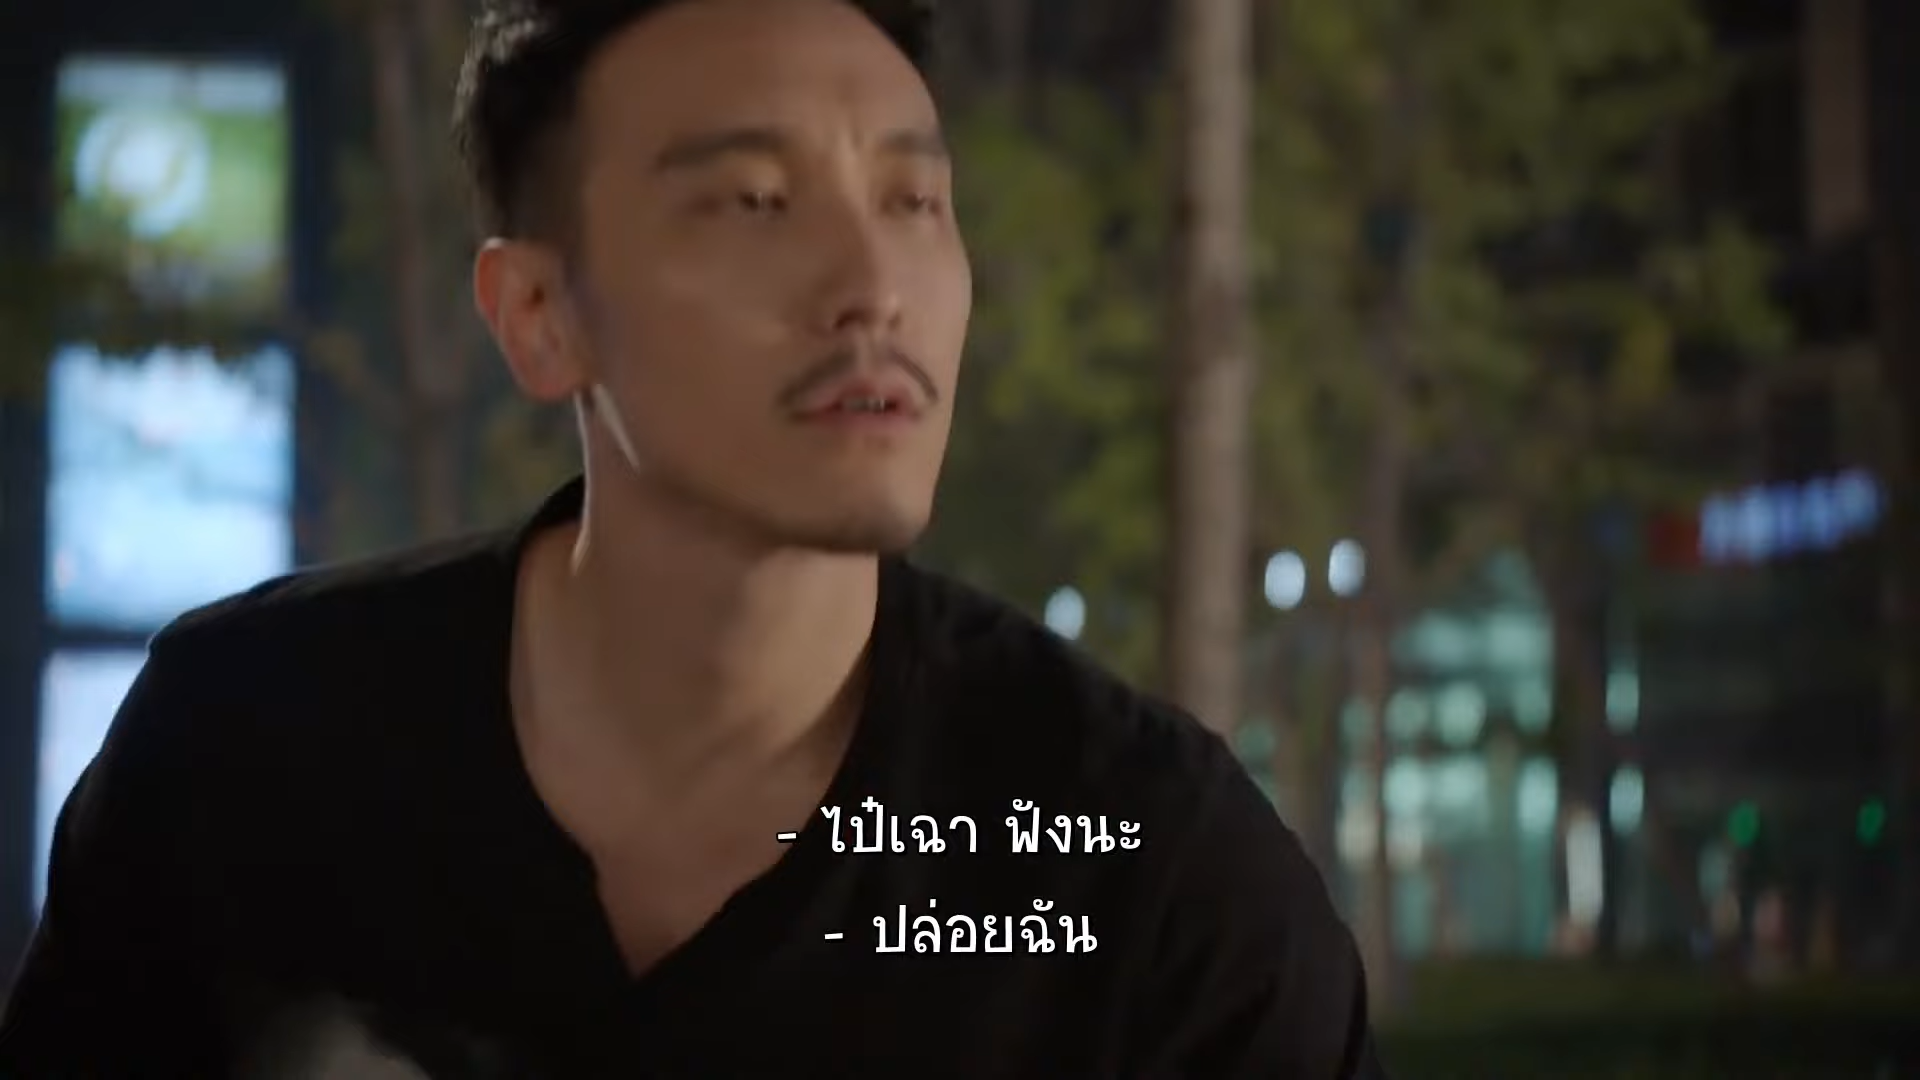 - ไป๋เฉา ฟังนะ
- ปล่อยฉัน